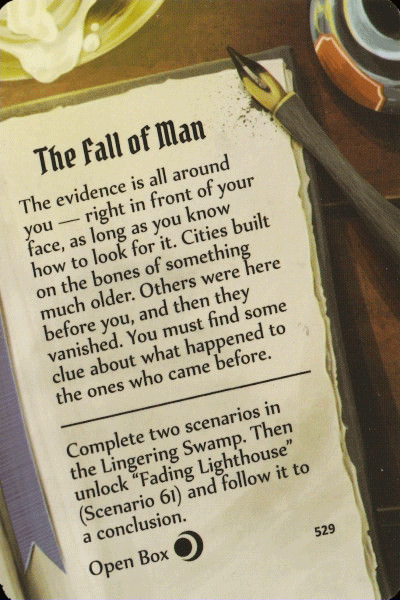 The Fall of Man
The evidence is all around
you — right in front of your
face, as long as you know
how to look for it. Cities built
on the bones of something
much older. Others were here
before you, and then they
vanished. You must find some
clue about what happened to
the ones who came before.
Complete two scenarios in
the Lingering Swamp. Then
unlock “Fading Lighthouse”
(Scenario 61) and follow it to
a conclusion.
Open Box
529